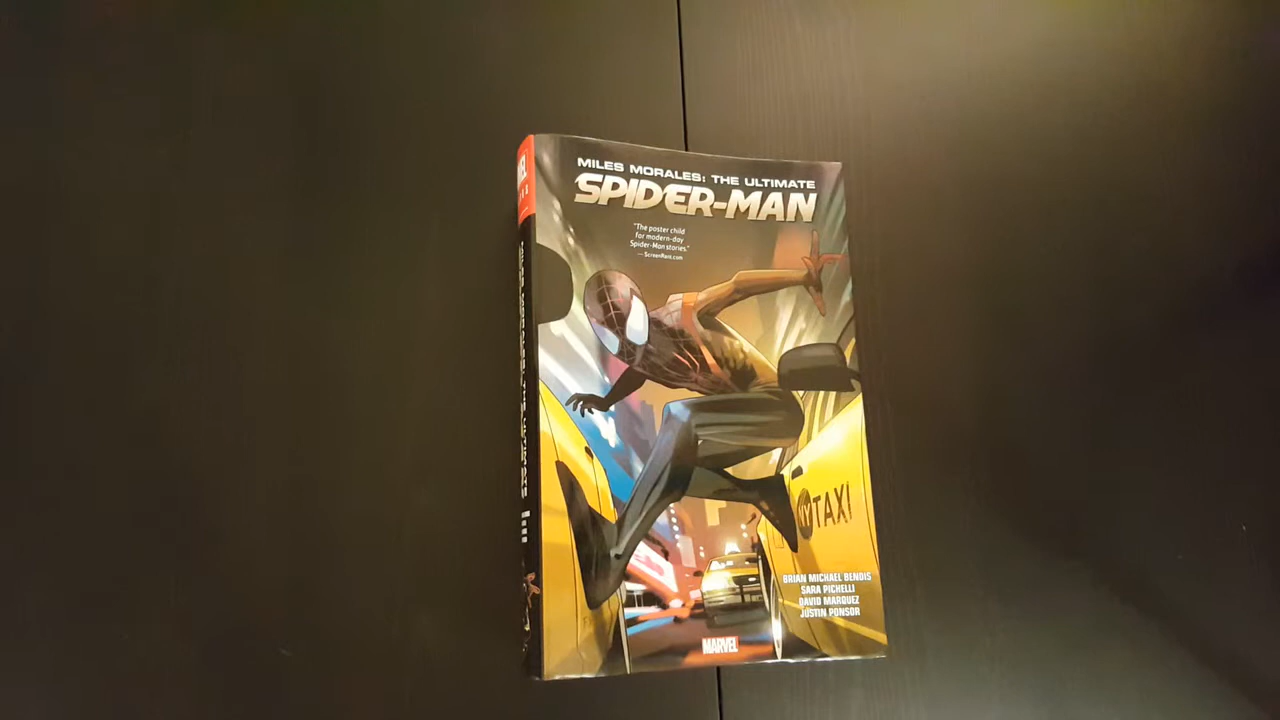 MILES MORALES: THE ULTIMATE
SPIDER-MAN
"The poster child
for modern-day
Spider-Man stories."
— ScreenRant.com
NY TAXI
BRIAN MICHAEL BENDIS
SARA PICHELLI
DAVID MARQUEZ
JUSTIN PONSOR
MARVEL